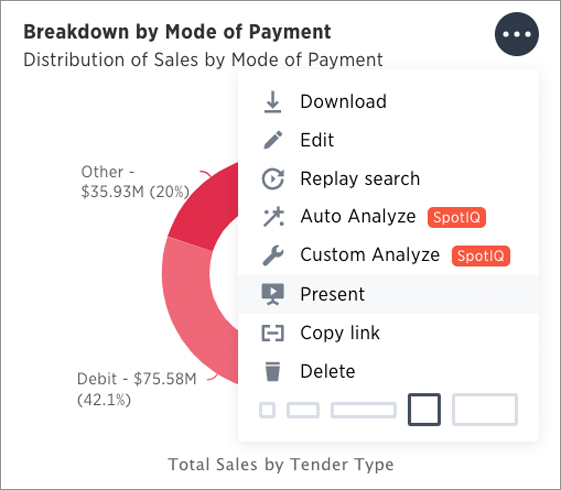 Breakdown by Mode of Payment
Distribution of Sales by Mode of Payment
Download
Edit
Replay search
Auto Analyze SpotIQ
Custom Analyze SpotIQ
Present
Copy link
Delete
Other -
$35.93M (20%)
Debit - $75.58M
(42.1%)
Total Sales by Tender Type